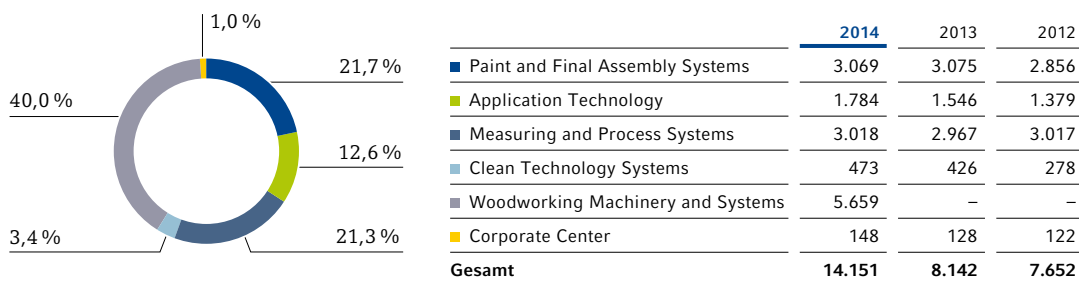 1,0 %
21,7 %
40,0 %
12,6 %
3,4 %
21,3 %
2014 2013 2012
Paint and Final Assembly Systems 3.069 3.075 2.856
Application Technology 1.784 1.546 1.379
Measuring and Process Systems 3.018 2.967 3.017
Clean Technology Systems 473 426 278
Woodworking Machinery and Systems 5.659 – –
Corporate Center 148 128 122
Gesamt 14.151 8.142 7.652